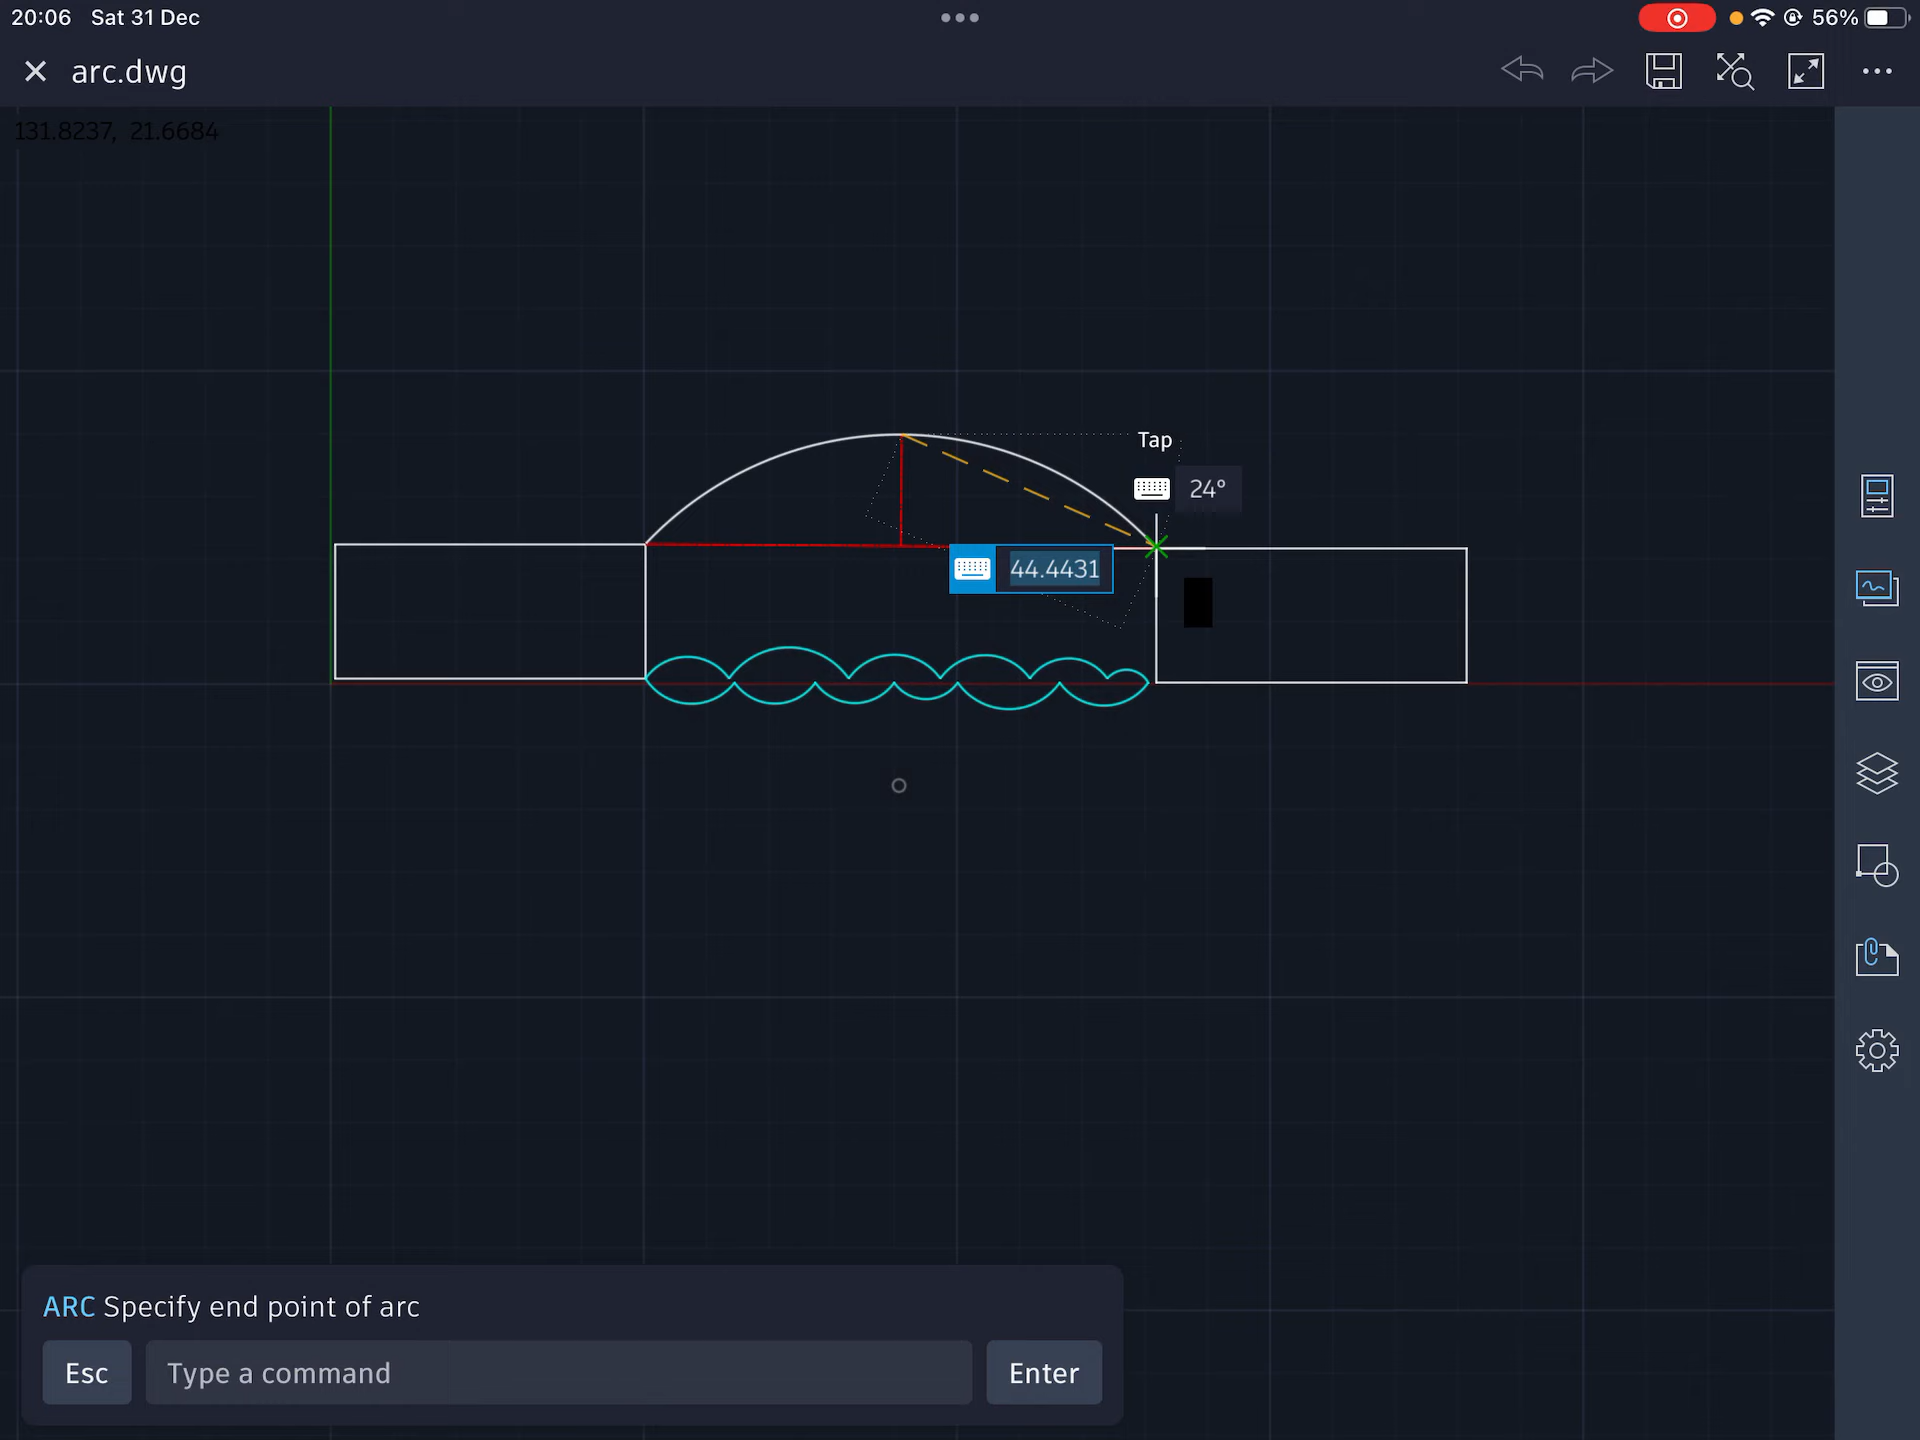 20:06 Sat 31 Dec
56%
arc.dwg
131.8237, 21.6684
Tap
24°
44.4431
ARC Specify end point of arc
Esc
Type a command
Enter